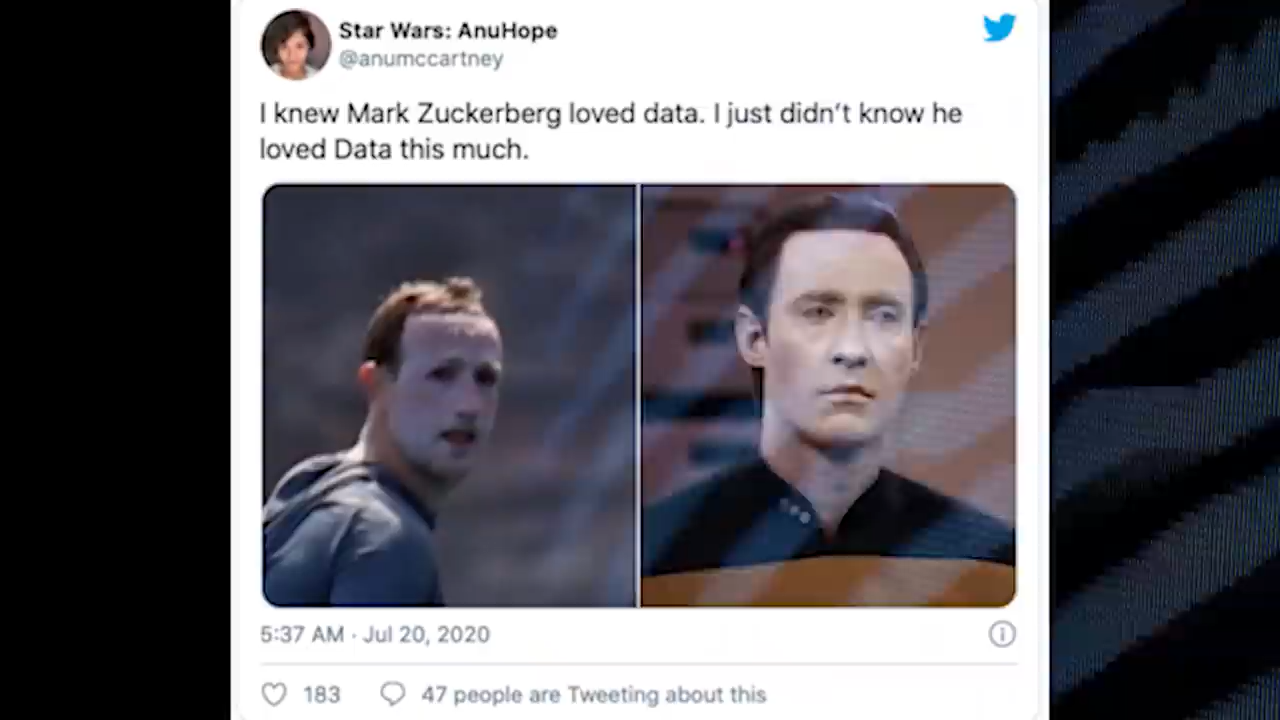 Star Wars: AnuHope
@anumccartney
I knew Mark Zuckerberg loved data. I just didn’t know he
loved Data this much.
5:37 AM · Jul 20, 2020
183
47 people are Tweeting about this